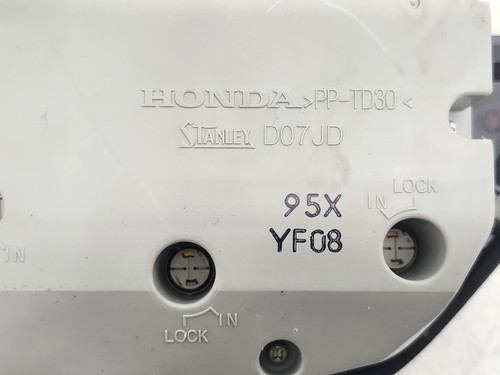 HONDA >PP-TD30<
STANLEY D07JD
95X
YF08
IN LOCK
IN
LOCK IN